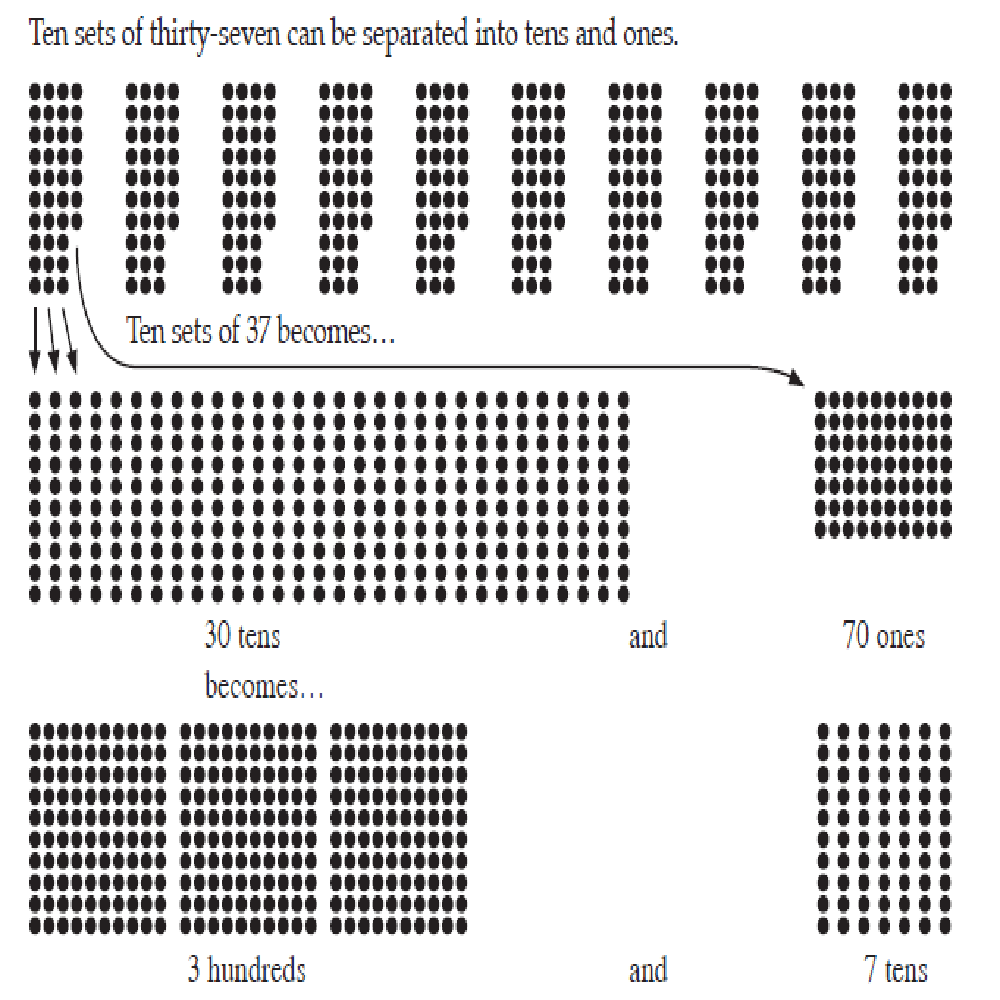 Ten sets of thirty-seven can be separated into tens and ones.
Ten sets of 37 becomes...
30 tens and 70 ones
becomes...
3 hundreds and 7 tens